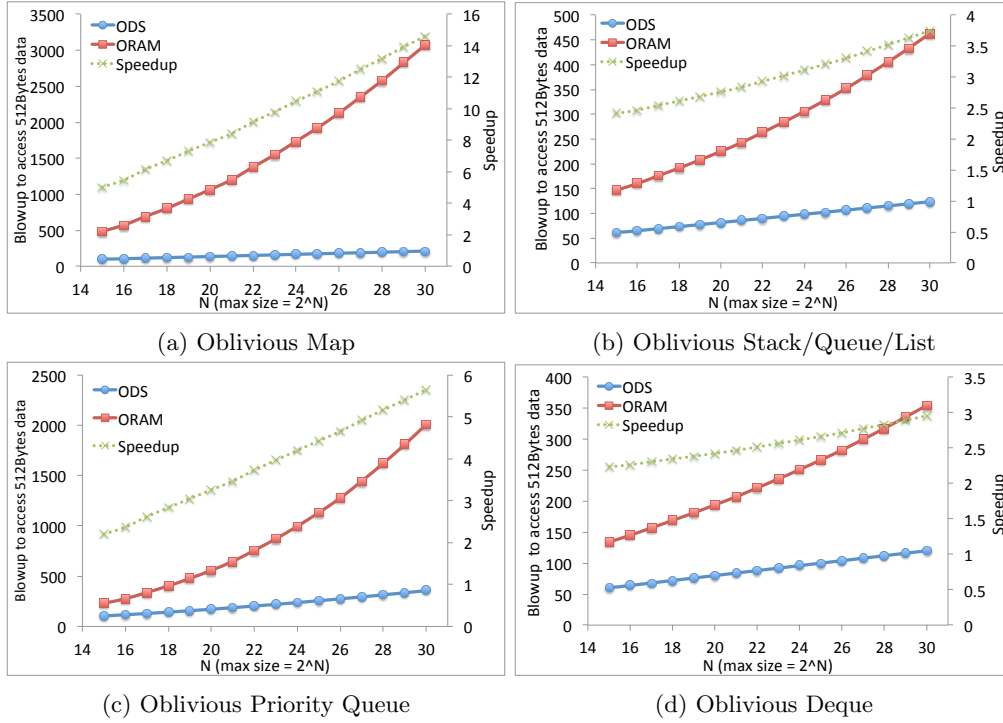 3500
3000
2500
2000
1500
1000
500
0
Blowup to access 512Bytes data
ODS
ORAM
Speedup
16
14
12
10
8
6
4
2
0
Speedup
14 16 18 20 22 24 26 28 30
N (max size = 2^N)
(a) Oblivious Map
500
450
400
350
300
250
200
150
100
50
0
Blowup to access 512Bytes data
ODS
ORAM
Speedup
4
3.5
3
2.5
2
1.5
1
0.5
0
Speedup
14 16 18 20 22 24 26 28 30
N (max size = 2^N)
(b) Oblivious Stack/Queue/List
2500
2000
1500
1000
500
0
Blowup to access 512Bytes data
ODS
ORAM
Speedup
6
5
4
3
2
1
0
Speedup
14 16 18 20 22 24 26 28 30
N (max size = 2^N)
(c) Oblivious Priority Queue
400
350
300
250
200
150
100
50
0
Blowup to access 512Bytes data
ODS
ORAM
Speedup
3.5
3
2.5
2
1.5
1
0.5
0
Speedup
14 16 18 20 22 24 26 28 30
N (max size = 2^N)
(d) Oblivious Deque